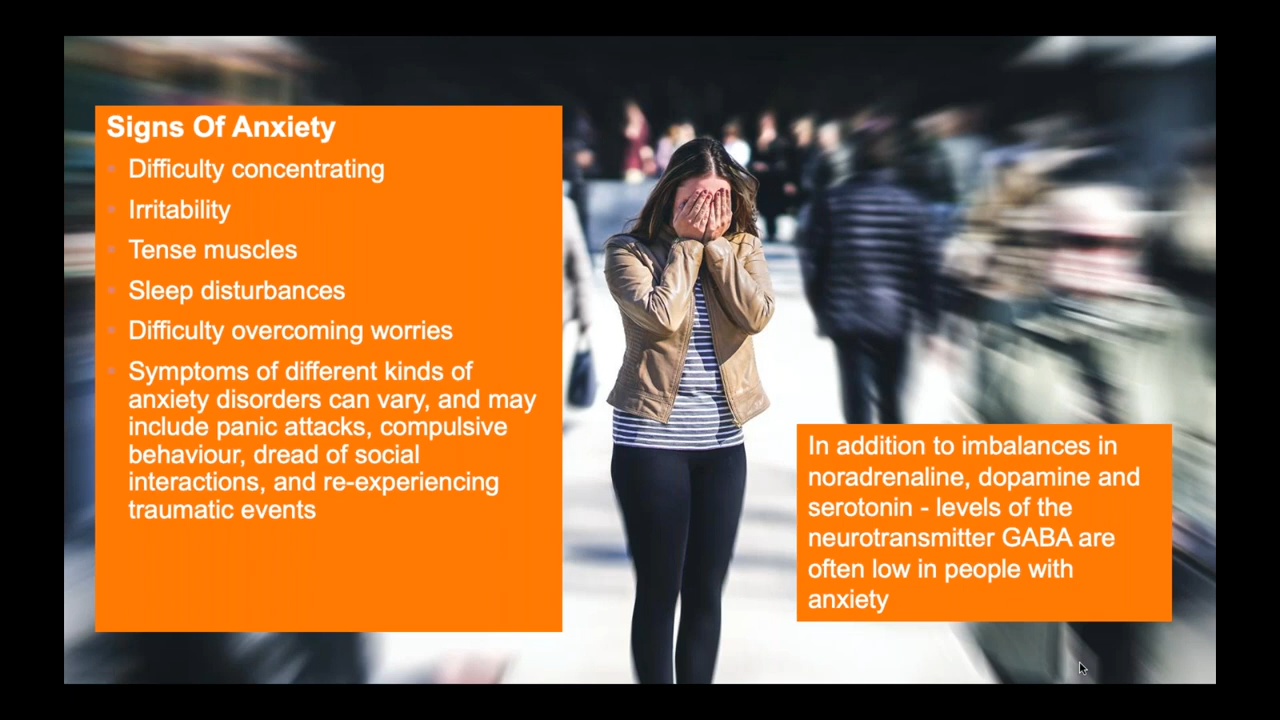 Signs Of Anxiety
Difficulty concentrating
Irritability
Tense muscles
Sleep disturbances
Difficulty overcoming worries
Symptoms of different kinds of
anxiety disorders can vary, and may
include panic attacks, compulsive
behaviour, dread of social
interactions, and re-experiencing
traumatic events
In addition to imbalances in
noradrenaline, dopamine and
serotonin - levels of the
neurotransmitter GABA are
often low in people with
anxiety